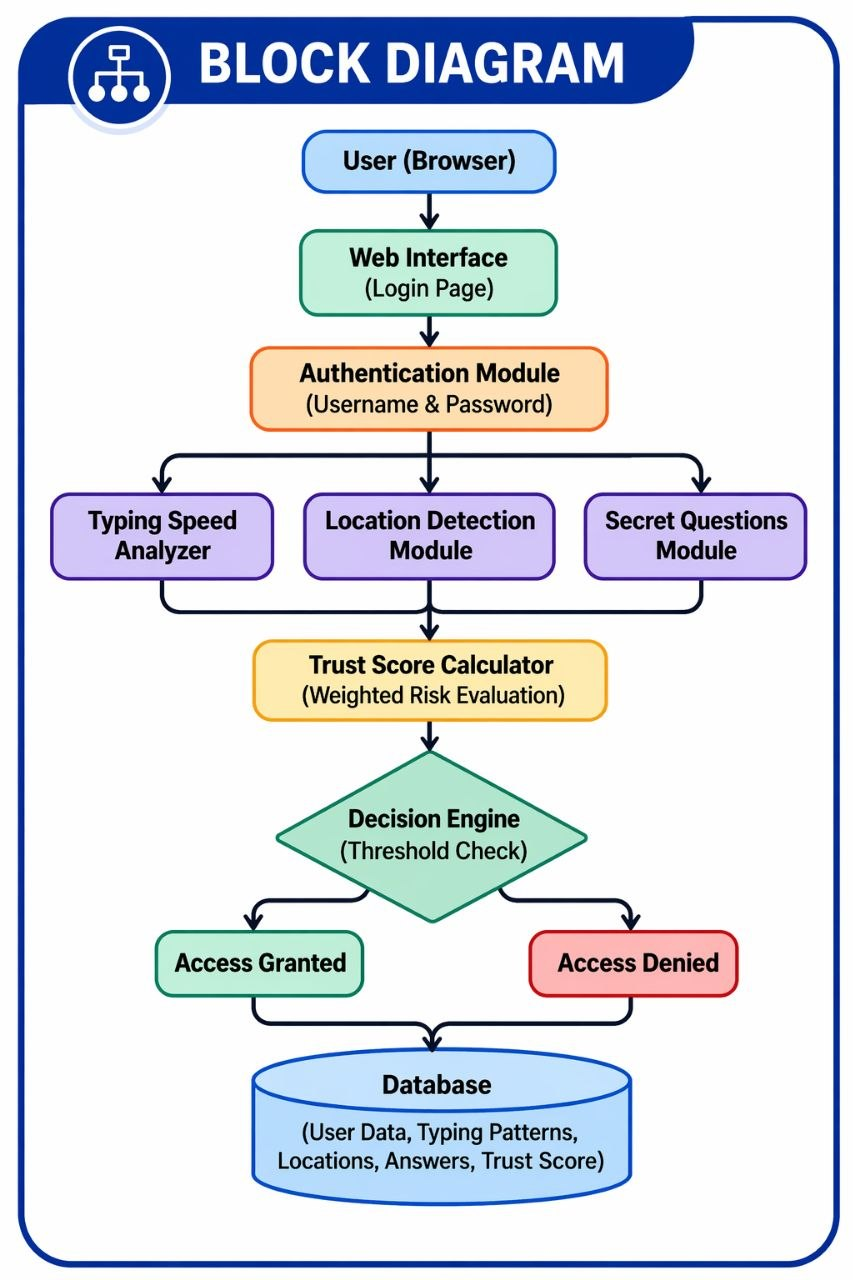 BLOCK DIAGRAM
User (Browser)
Web Interface
(Login Page)
Authentication Module
(Username & Password)
Typing Speed
Analyzer
Location Detection
Module
Secret Questions
Module
Trust Score Calculator
(Weighted Risk Evaluation)
Decision Engine
(Threshold Check)
Access Granted
Access Denied
Database
(User Data, Typing Patterns,
Locations, Answers, Trust Score)